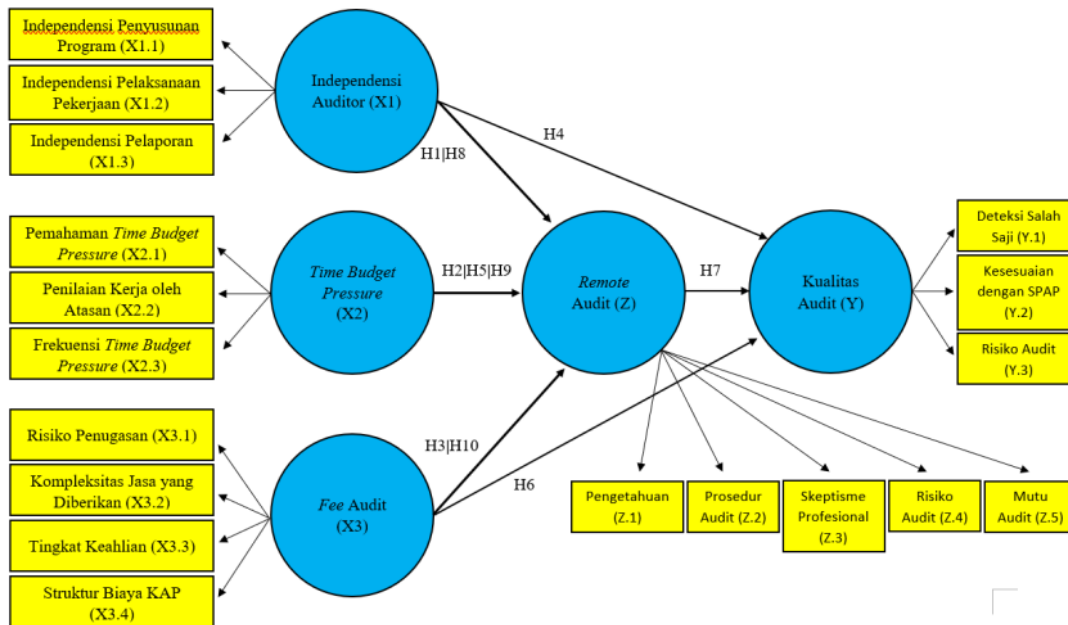 Independensi Penyusunan
Program (X1.1)
Independensi Pelaksanaan
Pekerjaan (X1.2)
Independensi Pelaporan
(X1.3)
Independensi
Auditor (X1)
H4
H1|H8
Pemahaman Time Budget
Pressure (X2.1)
Penilaian Kerja oleh
Atasan (X2.2)
Frekuensi Time Budget
Pressure (X2.3)
Time Budget
Pressure
(X2)
H2|H5|H9
Remote
Audit (Z)
H7
Kualitas
Audit (Y)
Deteksi Salah
Saji (Y.1)
Kesesuaian
dengan SPAP
(Y.2)
Risiko Audit
(Y.3)
Risiko Penugasan (X3.1)
Kompleksitas Jasa yang
Diberikan (X3.2)
Tingkat Keahlian (X3.3)
Struktur Biaya KAP
(X3.4)
Fee Audit
(X3)
H3|H10
H6
Pengetahuan
(Z.1)
Prosedur
Audit (Z.2)
Skeptisme
Profesional
(Z.3)
Risiko
Audit (Z.4)
Mutu
Audit (Z.5)